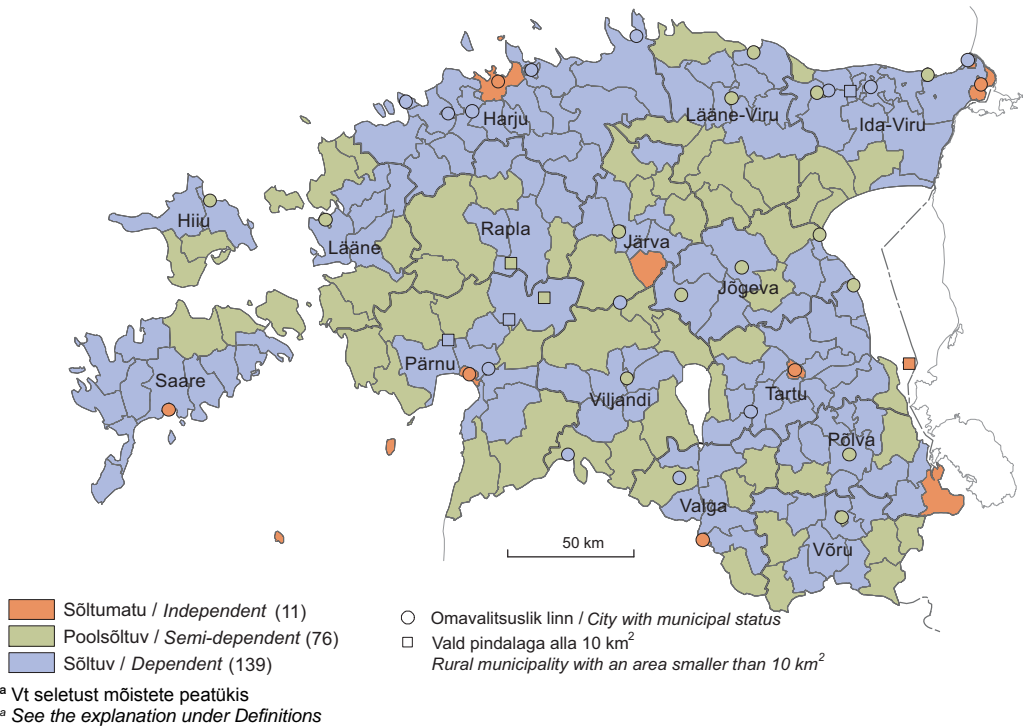 Harju
Lääne-Viru
Ida-Viru
Hiiu
Lääne
Rapla
Järva
Jõgeva
Saare
Pärnu
Viljandi
Tartu
Põlva
Valga
Võru
50 km
Sõltumatu / Independent (11)
Poolsõltuv / Semi-dependent (76)
Sõltuv / Dependent (139)
Omavalitsuslik linn / City with municipal status
Vald pindalaga alla 10 km²
Rural municipality with an area smaller than 10 km²
ᵃ Vt seletust mõistete peatükis
ᵃ See the explanation under Definitions